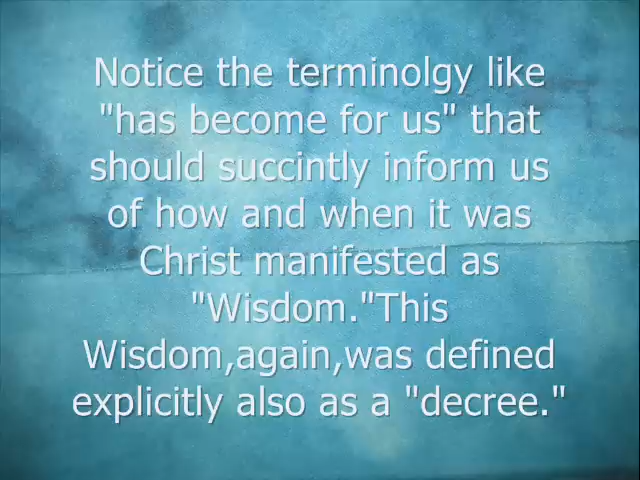 Notice the terminolgy like
"has become for us" that
should succintly inform us
of how and when it was
Christ manifested as
"Wisdom."This
Wisdom,again,was defined
explicitly also as a "decree."